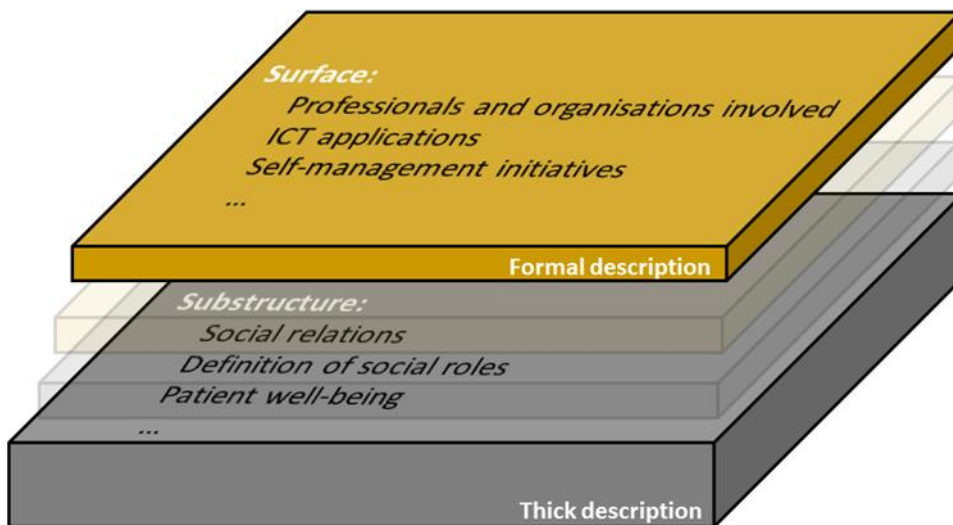 Surface:
Professionals and organisations involved
ICT applications
Self-management initiatives
...
Formal description
Substructure:
Social relations
Definition of social roles
Patient well-being
...
Thick description